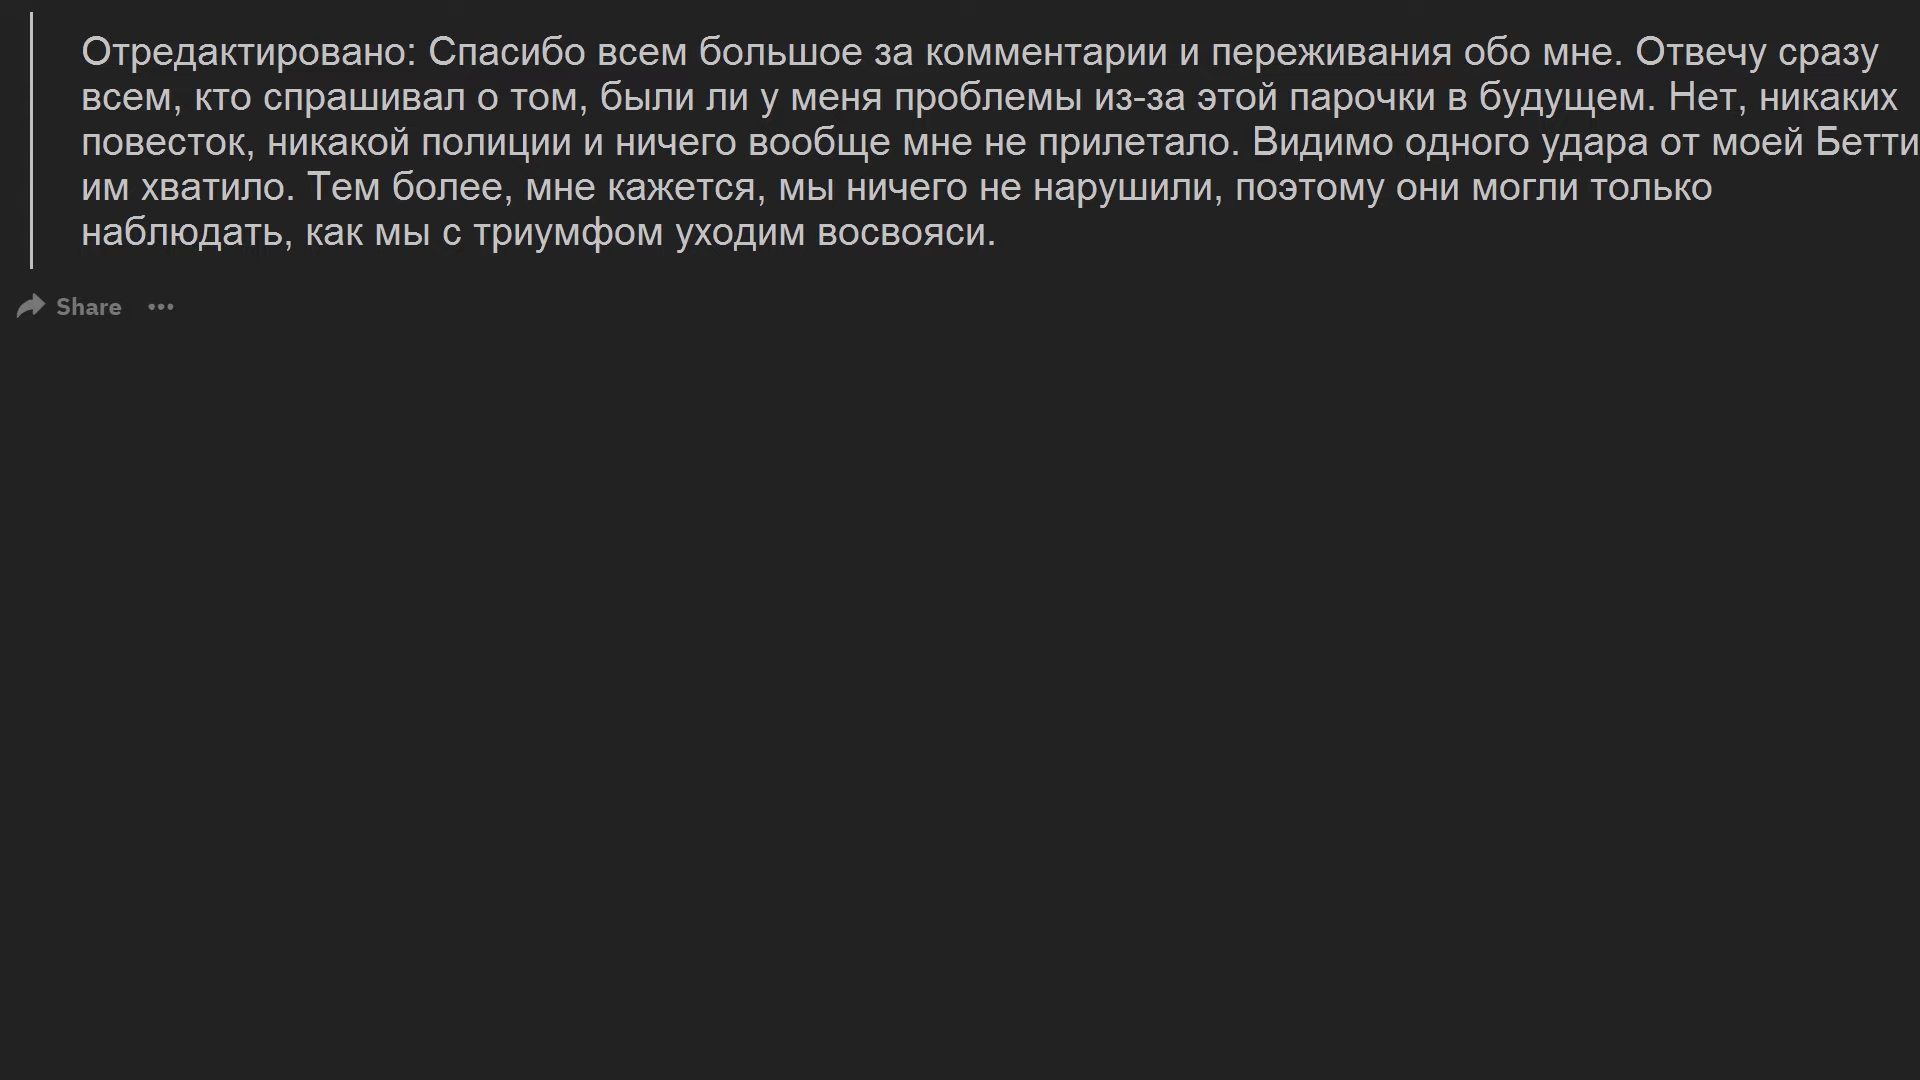 Отредактировано: Спасибо всем большое за комментарии и переживания обо мне. Отвечу сразу
всем, кто спрашивал о том, были ли у меня проблемы из-за этой парочки в будущем. Нет, никаких
повесток, никакой полиции и ничего вообще мне не прилетало. Видимо одного удара от моей Бетти
им хватило. Тем более, мне кажется, мы ничего не нарушили, поэтому они могли только
наблюдать, как мы с триумфом уходим восвояси.
Share